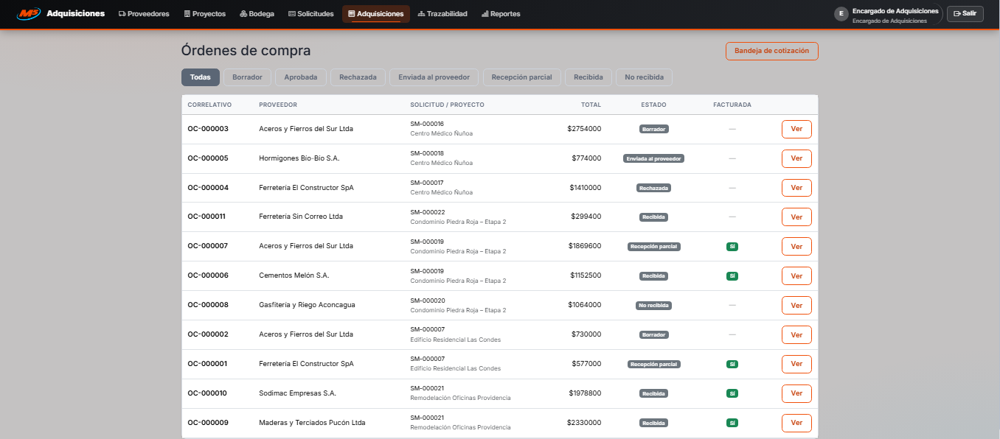 M5 Adquisiciones Proveedores Proyectos Bodega Solicitudes Adquisiciones Trazabilidad Reportes E Encargado de Adquisiciones Salir
Encargado de Adquisiciones
Órdenes de compra Bandeja de cotización
Todas Borrador Aprobada Rechazada Enviada al proveedor Recepción parcial Recibida No recibida
CORRELATIVO PROVEEDOR SOLICITUD / PROYECTO TOTAL ESTADO FACTURADA
OC-000003 Aceros y Fierros del Sur Ltda SM-000016 $2754000 Borrador — Ver
Centro Médico Ñuñoa
OC-000005 Hormigones Bío-Bío S.A. SM-000018 $774000 Enviada al proveedor — Ver
Centro Médico Ñuñoa
OC-000004 Ferretería El Constructor SpA SM-000017 $1410000 Rechazada — Ver
Centro Médico Ñuñoa
OC-000011 Ferretería Sin Correo Ltda SM-000022 $299400 Recibida — Ver
Condominio Piedra Roja – Etapa 2
OC-000007 Aceros y Fierros del Sur Ltda SM-000019 $1869600 Recepción parcial Sí Ver
Condominio Piedra Roja – Etapa 2
OC-000006 Cementos Melón S.A. SM-000019 $1152500 Recibida Sí Ver
Condominio Piedra Roja – Etapa 2
OC-000008 Gasfitería y Riego Aconcagua SM-000020 $1064000 No recibida — Ver
Condominio Piedra Roja – Etapa 2
OC-000002 Aceros y Fierros del Sur Ltda SM-000007 $730000 Borrador — Ver
Edificio Residencial Las Condes
OC-000001 Ferretería El Constructor SpA SM-000007 $577000 Recepción parcial Sí Ver
Edificio Residencial Las Condes
OC-000010 Sodimac Empresas S.A. SM-000021 $1978800 Recibida Sí Ver
Remodelación Oficinas Providencia
OC-000009 Maderas y Terciados Pucón Ltda SM-000021 $2330000 Recibida Sí Ver
Remodelación Oficinas Providencia